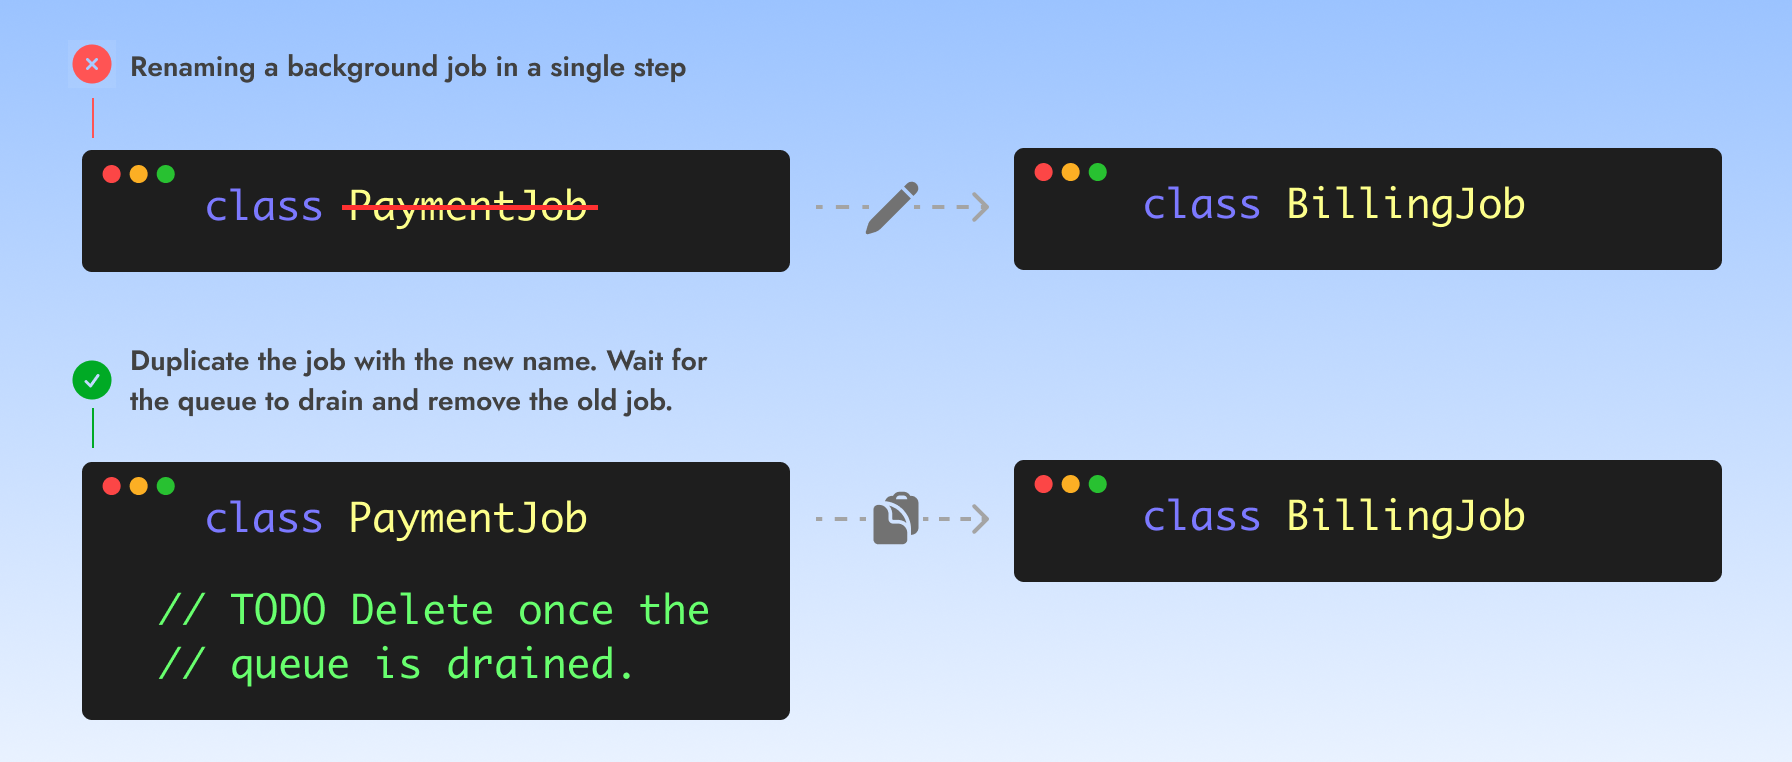 Renaming a background job in a single step
class PaymentJob
class BillingJob
Duplicate the job with the new name. Wait for
the queue to drain and remove the old job.
class PaymentJob
// TODO Delete once the
// queue is drained.
class BillingJob